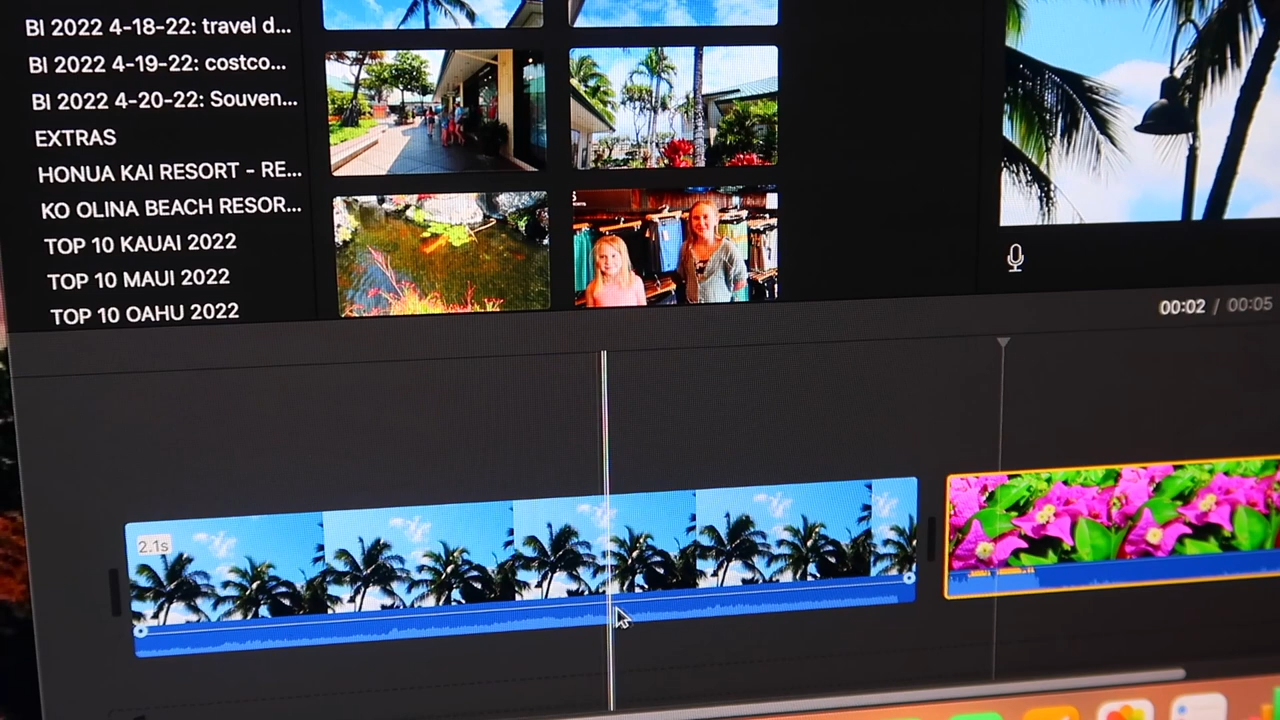 BI 2022 4-18-22: travel d...
BI 2022 4-19-22: costco...
BI 2022 4-20-22: Souven...
EXTRAS
HONUA KAI RESORT - RE...
KO OLINA BEACH RESOR...
TOP 10 KAUAI 2022
TOP 10 MAUI 2022
TOP 10 OAHU 2022
00:02 / 00:05
2.1s